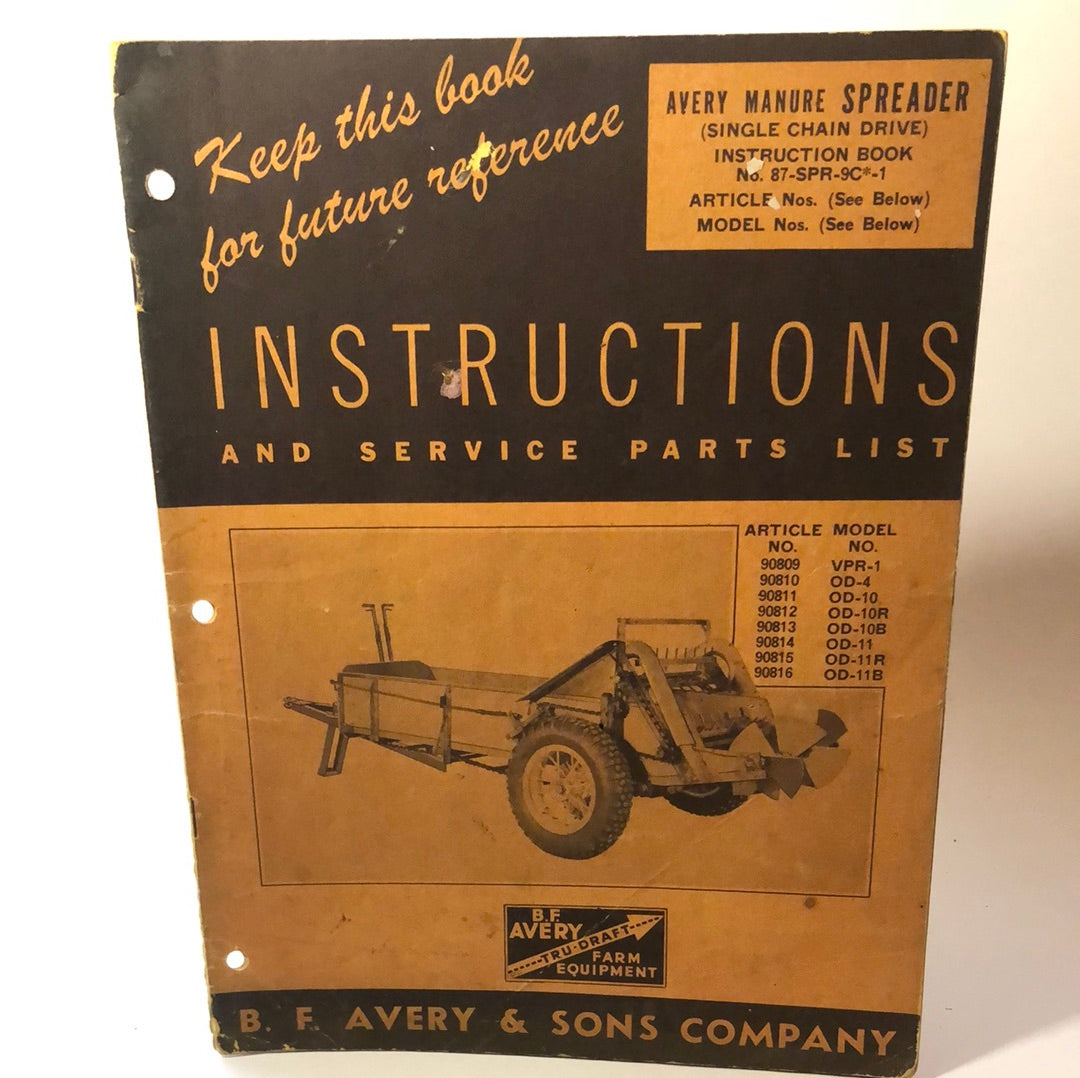 Keep this book
for future reference
AVERY MANURE SPREADER
(SINGLE CHAIN DRIVE)
INSTRUCTION BOOK
No. 87-SPR-9C*-1
ARTICLE Nos. (See Below)
MODEL Nos. (See Below)
INSTRUCTIONS
AND SERVICE PARTS LIST
ARTICLE MODEL
NO. NO.
90809 VPR-1
90810 OD-4
90811 OD-10
90812 OD-10R
90813 OD-10B
90814 OD-11
90815 OD-11R
90816 OD-11B
B.F.
AVERY
TRU-DRAFT
FARM
EQUIPMENT
B. F. AVERY & SONS COMPANY